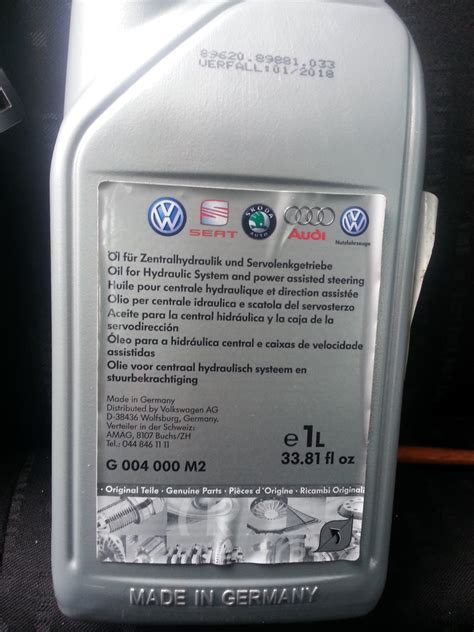 89620.89881.033
VERFALL:01/2018
SEAT ŠKODA AUTO Audi Nutzfahrzeuge
Öl für Zentralhydraulik und Servolenkgetriebe
Oil for Hydraulic System and power assisted steering
Huile pour centrale hydraulique et direction assistée
Olio per centrale idraulica e scatola del servosterzo
Aceite para la central hidráulica y la caja de la
servodirección
Óleo para a hidráulica central e caixas de velocidade
assistidas
Olie voor centraal hydraulisch systeem en
stuurbekrachtiging
Made in Germany
Distributed by Volkswagen AG
D-38436 Wolfsburg, Germany.
Verteiler in der Schweiz:
AMAG, 8107 Buchs/ZH
Tel.: 044 846 11 11
e 1L
33.81 fl oz
G 004 000 M2
· Original Teile · Genuine Parts · Pièces d'Origine · Ricambi Originali
MADE IN GERMANY